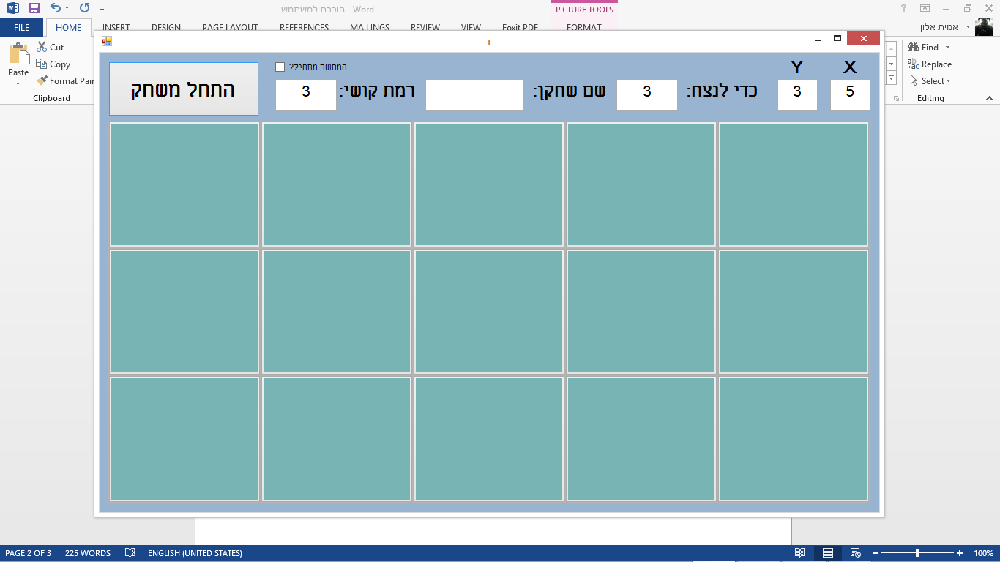 חוברת למשתמש - Word
PICTURE TOOLS
FILE HOME INSERT DESIGN PAGE LAYOUT REFERENCES MAILINGS REVIEW VIEW Foxit PDF FORMAT אמית אלון
Paste
Cut
Copy
Format Pain
Clipboard
Find
Replace
Select
Editing
+
התחל משחק
המחשב מתחיל?
Y X
רמת קושי: 3
שם שחקן:
כדי לנצח: 3
3 5
PAGE 2 OF 3 225 WORDS ENGLISH (UNITED STATES) 100%